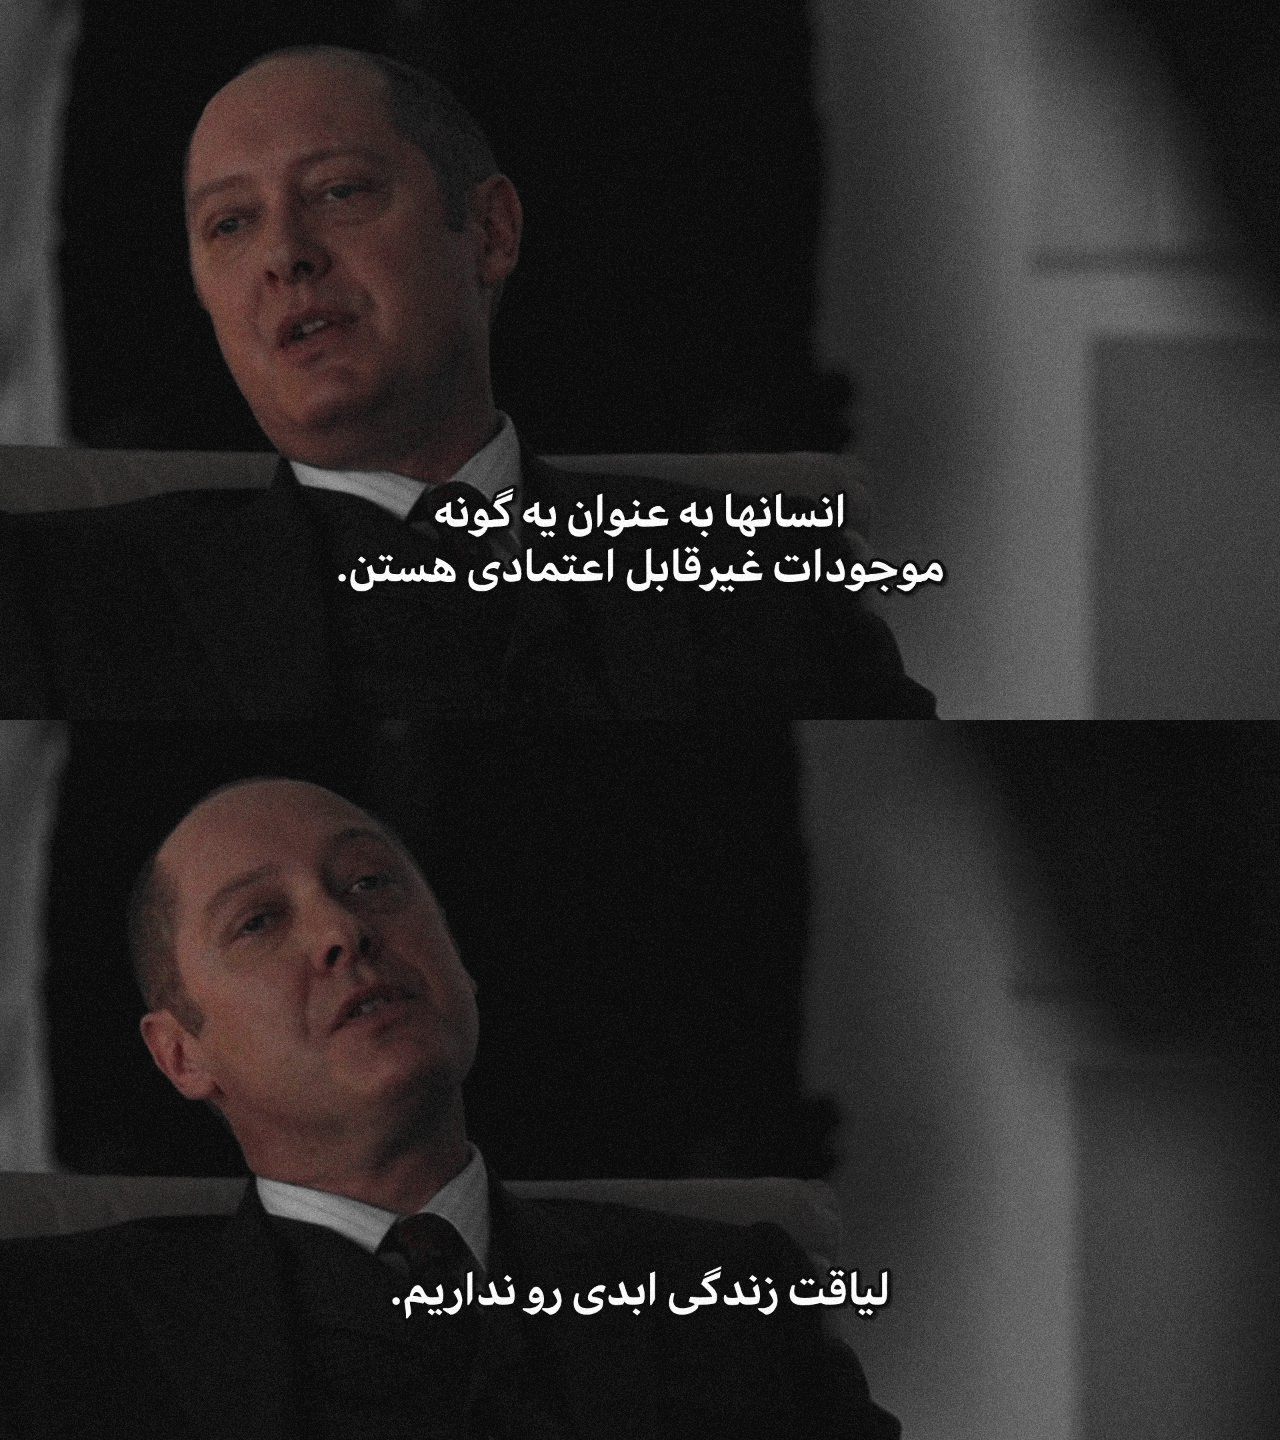 انسانها به عنوان یه گونه
موجودات غیرقابل اعتمادی هستن.
لیاقت زندگی ابدی رو نداریم.